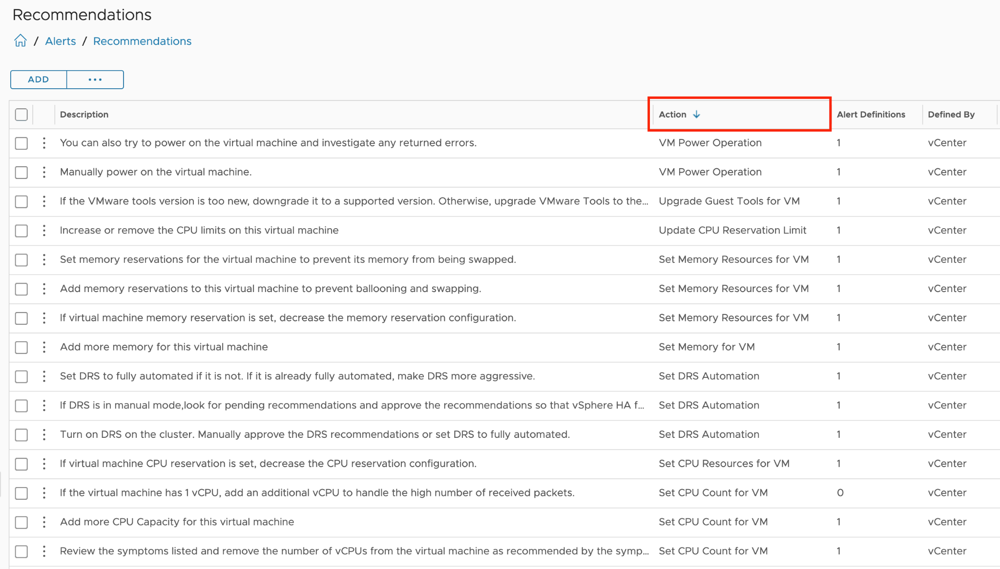 Recommendations
/ Alerts / Recommendations
ADD ...
Description Action ↓ Alert Definitions Defined By
You can also try to power on the virtual machine and investigate any returned errors. VM Power Operation 1 vCenter
Manually power on the virtual machine. VM Power Operation 1 vCenter
If the VMware tools version is too new, downgrade it to a supported version. Otherwise, upgrade VMware Tools to the... Upgrade Guest Tools for VM 1 vCenter
Increase or remove the CPU limits on this virtual machine Update CPU Reservation Limit 1 vCenter
Set memory reservations for the virtual machine to prevent its memory from being swapped. Set Memory Resources for VM 1 vCenter
Add memory reservations to this virtual machine to prevent ballooning and swapping. Set Memory Resources for VM 1 vCenter
If virtual machine memory reservation is set, decrease the memory reservation configuration. Set Memory Resources for VM 1 vCenter
Add more memory for this virtual machine Set Memory for VM 1 vCenter
Set DRS to fully automated if it is not. If it is already fully automated, make DRS more aggressive. Set DRS Automation 1 vCenter
If DRS is in manual mode,look for pending recommendations and approve the recommendations so that vSphere HA f... Set DRS Automation 1 vCenter
Turn on DRS on the cluster. Manually approve the DRS recommendations or set DRS to fully automated. Set DRS Automation 1 vCenter
If virtual machine CPU reservation is set, decrease the CPU reservation configuration. Set CPU Resources for VM 1 vCenter
If the virtual machine has 1 vCPU, add an additional vCPU to handle the high number of received packets. Set CPU Count for VM 0 vCenter
Add more CPU Capacity for this virtual machine Set CPU Count for VM 1 vCenter
Review the symptoms listed and remove the number of vCPUs from the virtual machine as recommended by the symp... Set CPU Count for VM 1 vCenter